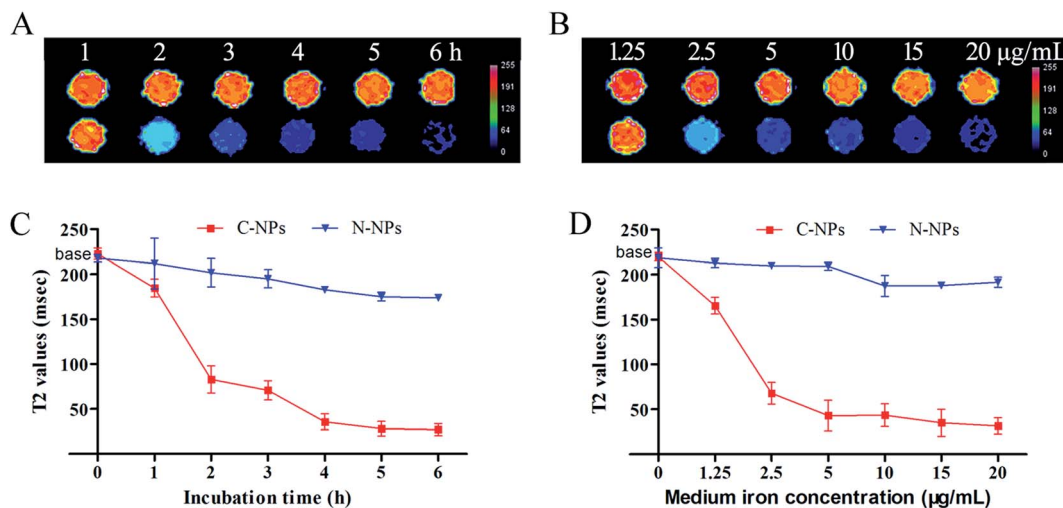 A
1 2 3 4 5 6 h
255
191
128
64
0
B
1.25 2.5 5 10 15 20 μg/mL
255
191
128
64
0
C
C-NPs N-NPs
250
base
200
150
100
50
T2 values (msec)
0 1 2 3 4 5 6
Incubation time (h)
D
C-NPs N-NPs
250
base
200
150
100
50
T2 values (msec)
0 1.25 2.5 5 10 15 20
Medium iron concentration (μg/mL)